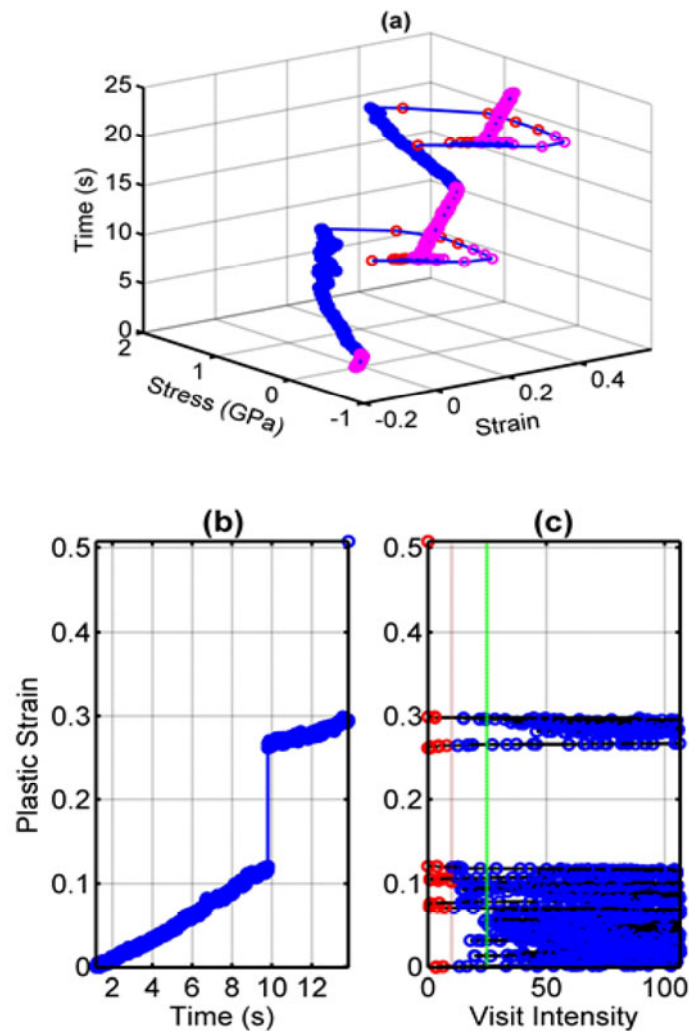 (a)
25
20
15
10
5
0
Time (s)
2
1
0
-1
Stress (GPa)
-0.2
0
0.2
0.4
Strain
(b)
0.5
0.4
0.3
0.2
0.1
0
Plastic Strain
2 4 6 8 10 12
Time (s)
(c)
0.5
0.4
0.3
0.2
0.1
0
0 50 100
Visit Intensity